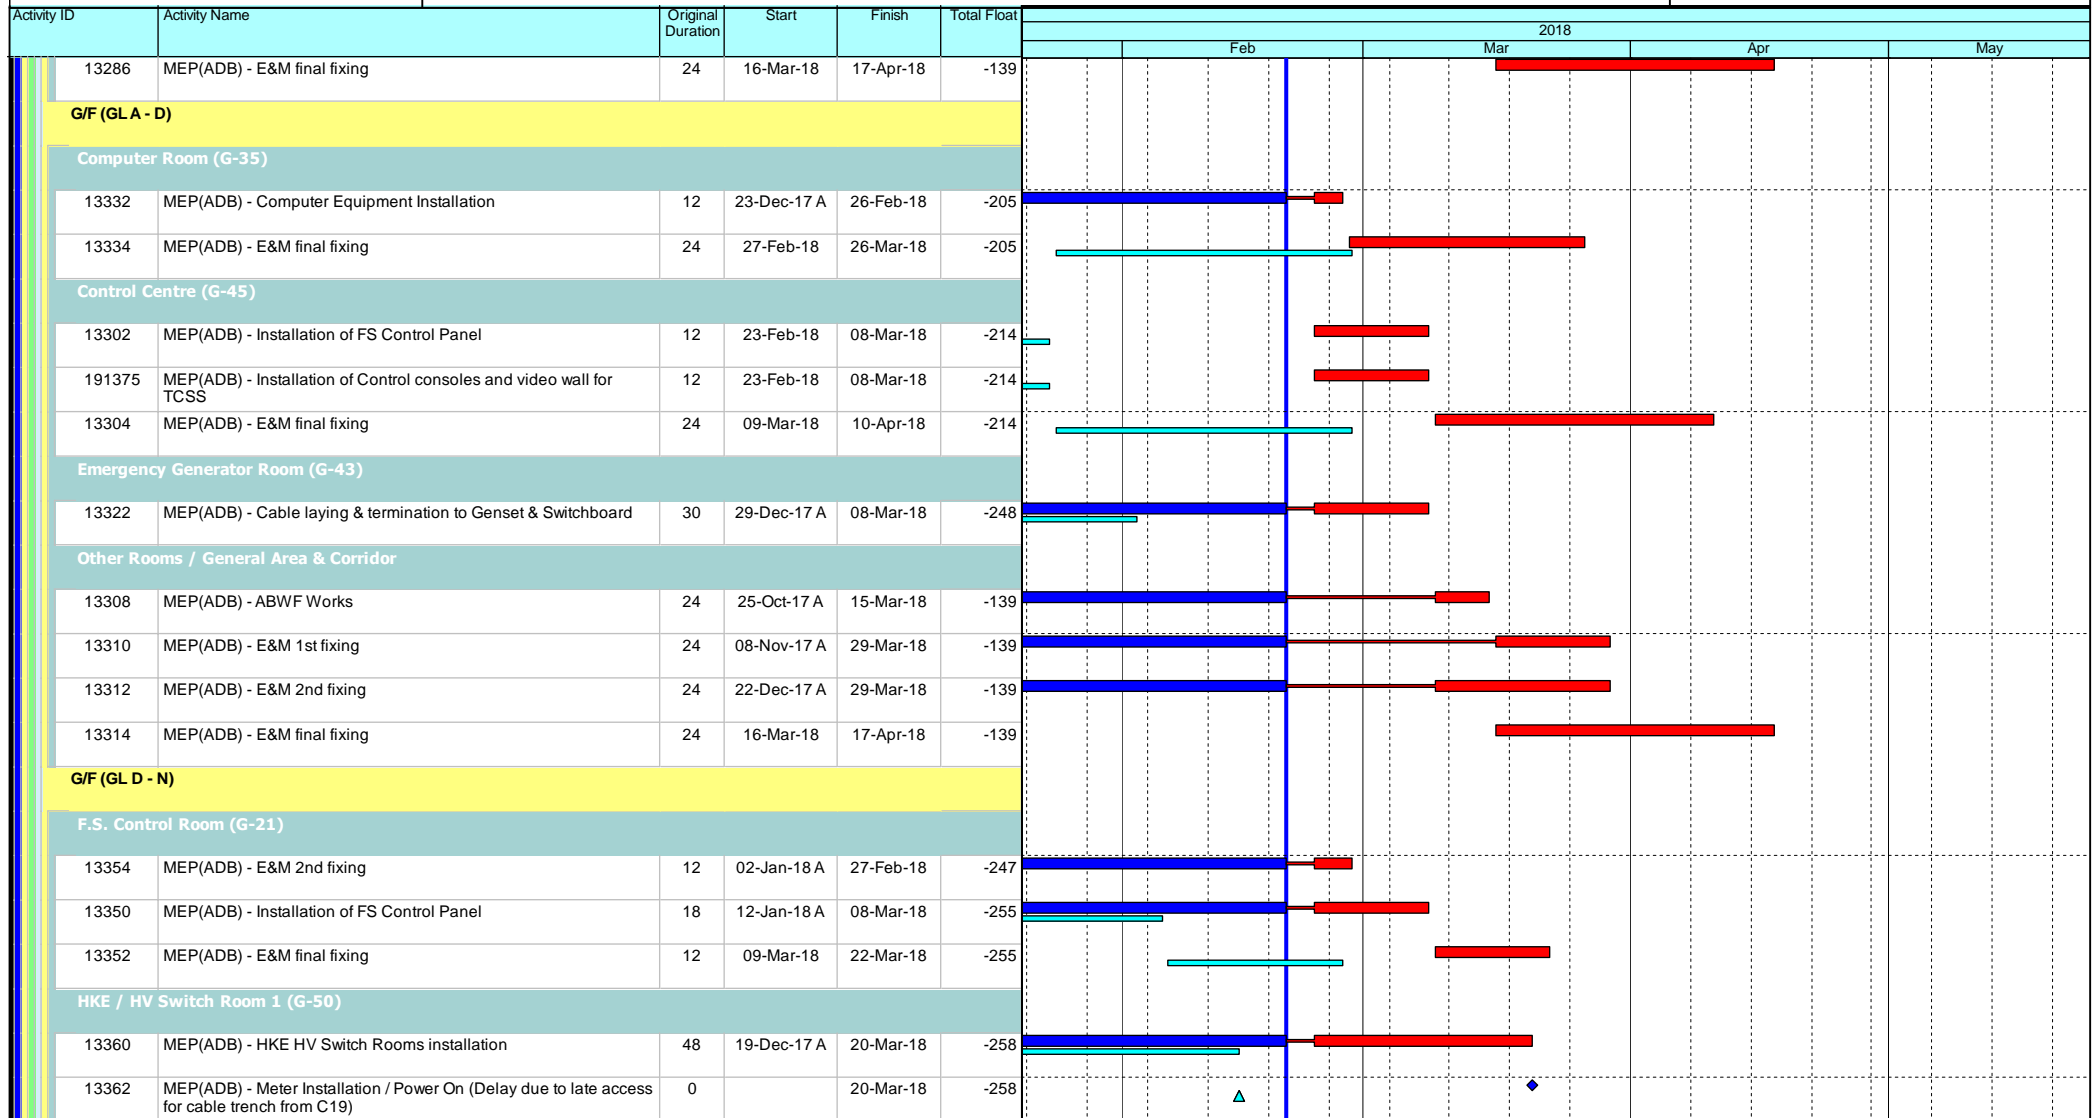 Activity ID Activity Name Original Duration Start Finish Total Float
2018
Feb Mar Apr May
13286 MEP(ADB) - E&M final fixing 24 16-Mar-18 17-Apr-18 -139
G/F (GL A - D)
Computer Room (G-35)
13332 MEP(ADB) - Computer Equipment Installation 12 23-Dec-17 A 26-Feb-18 -205
13334 MEP(ADB) - E&M final fixing 24 27-Feb-18 26-Mar-18 -205
Control Centre (G-45)
13302 MEP(ADB) - Installation of FS Control Panel 12 23-Feb-18 08-Mar-18 -214
191375 MEP(ADB) - Installation of Control consoles and video wall for 12 23-Feb-18 08-Mar-18 -214
TCSS
13304 MEP(ADB) - E&M final fixing 24 09-Mar-18 10-Apr-18 -214
Emergency Generator Room (G-43)
13322 MEP(ADB) - Cable laying & termination to Genset & Switchboard 30 29-Dec-17 A 08-Mar-18 -248
Other Rooms / General Area & Corridor
13308 MEP(ADB) - ABWF Works 24 25-Oct-17 A 15-Mar-18 -139
13310 MEP(ADB) - E&M 1st fixing 24 08-Nov-17 A 29-Mar-18 -139
13312 MEP(ADB) - E&M 2nd fixing 24 22-Dec-17 A 29-Mar-18 -139
13314 MEP(ADB) - E&M final fixing 24 16-Mar-18 17-Apr-18 -139
G/F (GL D - N)
F.S. Control Room (G-21)
13354 MEP(ADB) - E&M 2nd fixing 12 02-Jan-18 A 27-Feb-18 -247
13350 MEP(ADB) - Installation of FS Control Panel 18 12-Jan-18 A 08-Mar-18 -255
13352 MEP(ADB) - E&M final fixing 12 09-Mar-18 22-Mar-18 -255
HKE / HV Switch Room 1 (G-50)
13360 MEP(ADB) - HKE HV Switch Rooms installation 48 19-Dec-17 A 20-Mar-18 -258
13362 MEP(ADB) - Meter Installation / Power On (Delay due to late access 0 20-Mar-18 -258
for cable trench from C19)